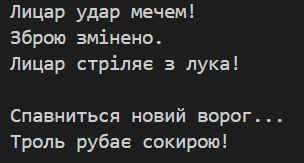 Лицар удар мечем!
Зброю змінено.
Лицар стріляє з лука!
Спавниться новий ворог...
Троль рубає сокирою!